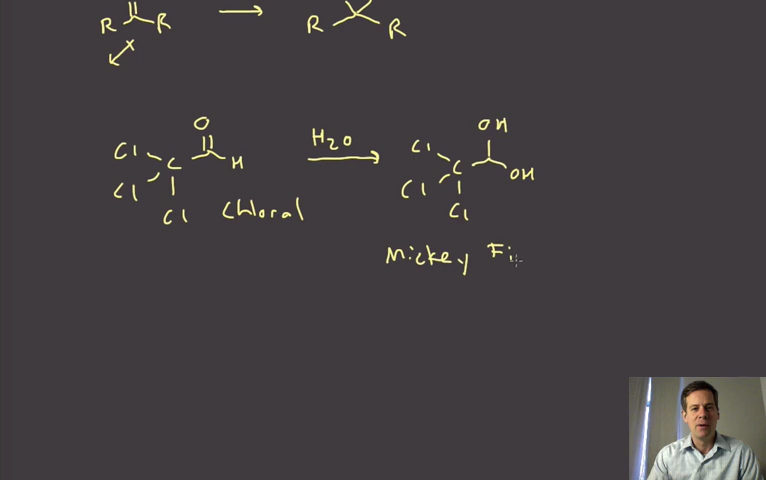 R R R R
O OH
Cl C H H2O Cl C
Cl Cl OH
Cl Chloral Cl
Mickey Fi